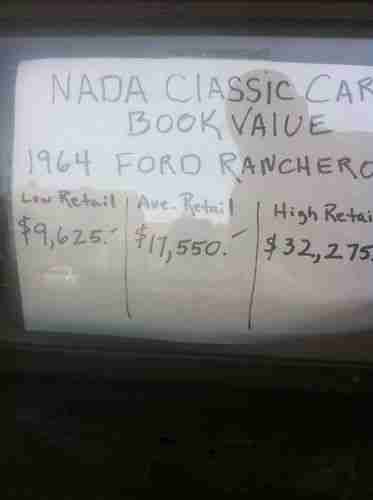 NADA CLASSIC CAR
BOOK VALUE
1964 FORD RANCHERO
Low Retail Ave. Retail High Retai
$9,625.- $17,550.- $32,275.